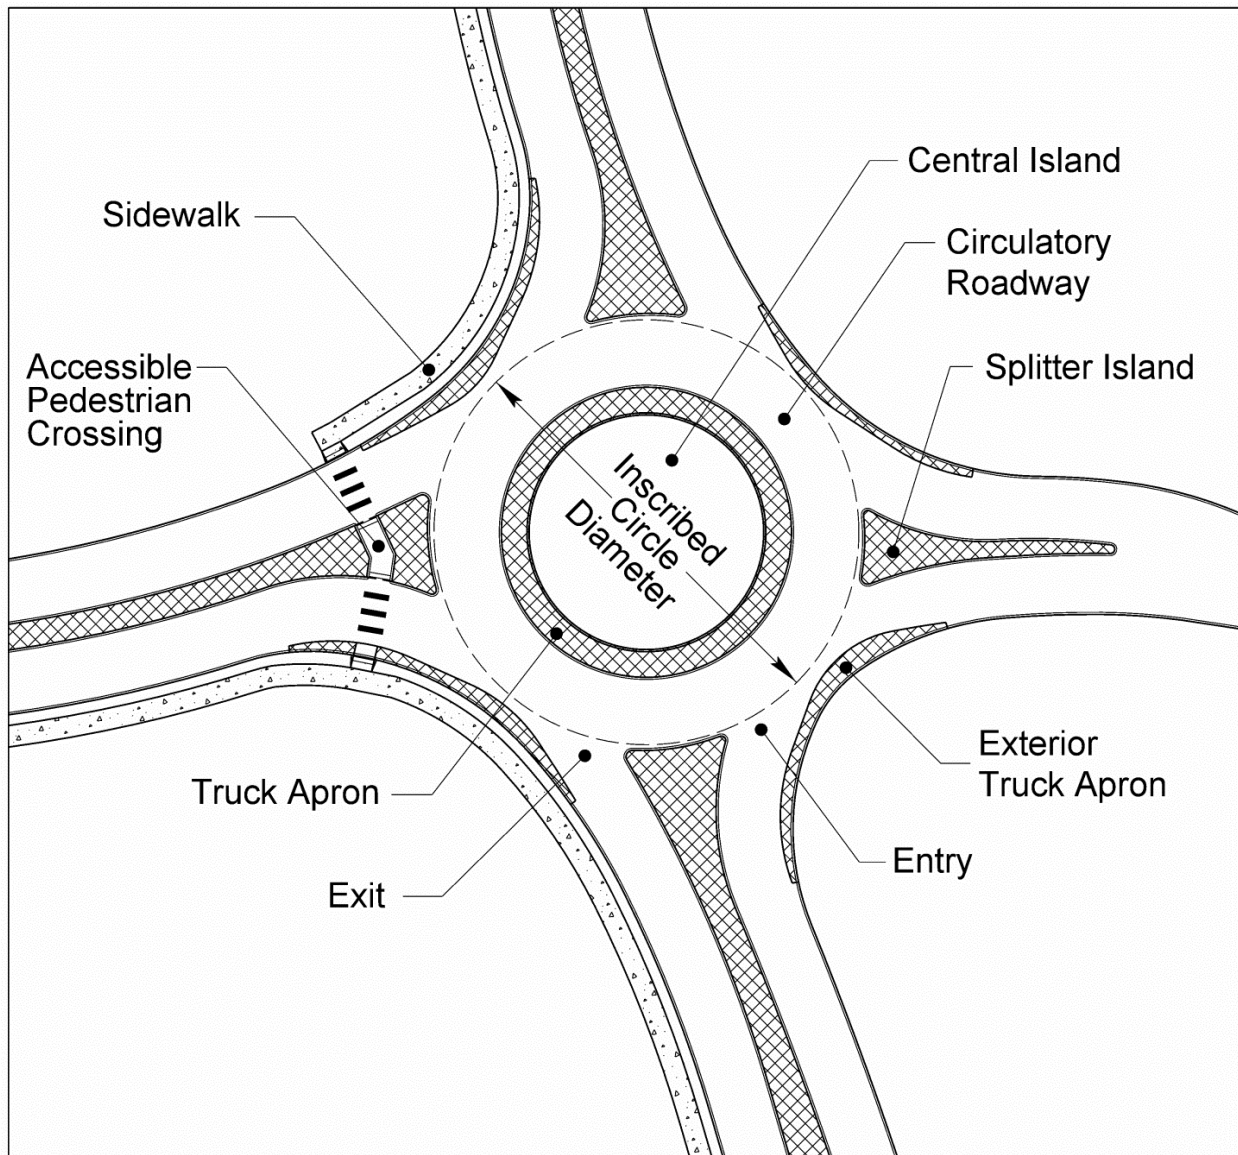 Central Island
Sidewalk
Circulatory
Roadway
Accessible
Pedestrian
Crossing
Splitter Island
Inscribed
Circle
Diameter
Truck Apron
Exterior
Truck Apron
Entry
Exit